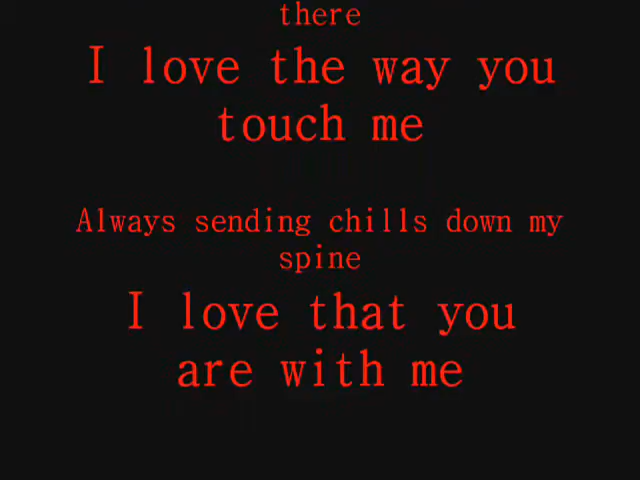 there
I love the way you
touch me
Always sending chills down my
spine
I love that you
are with me